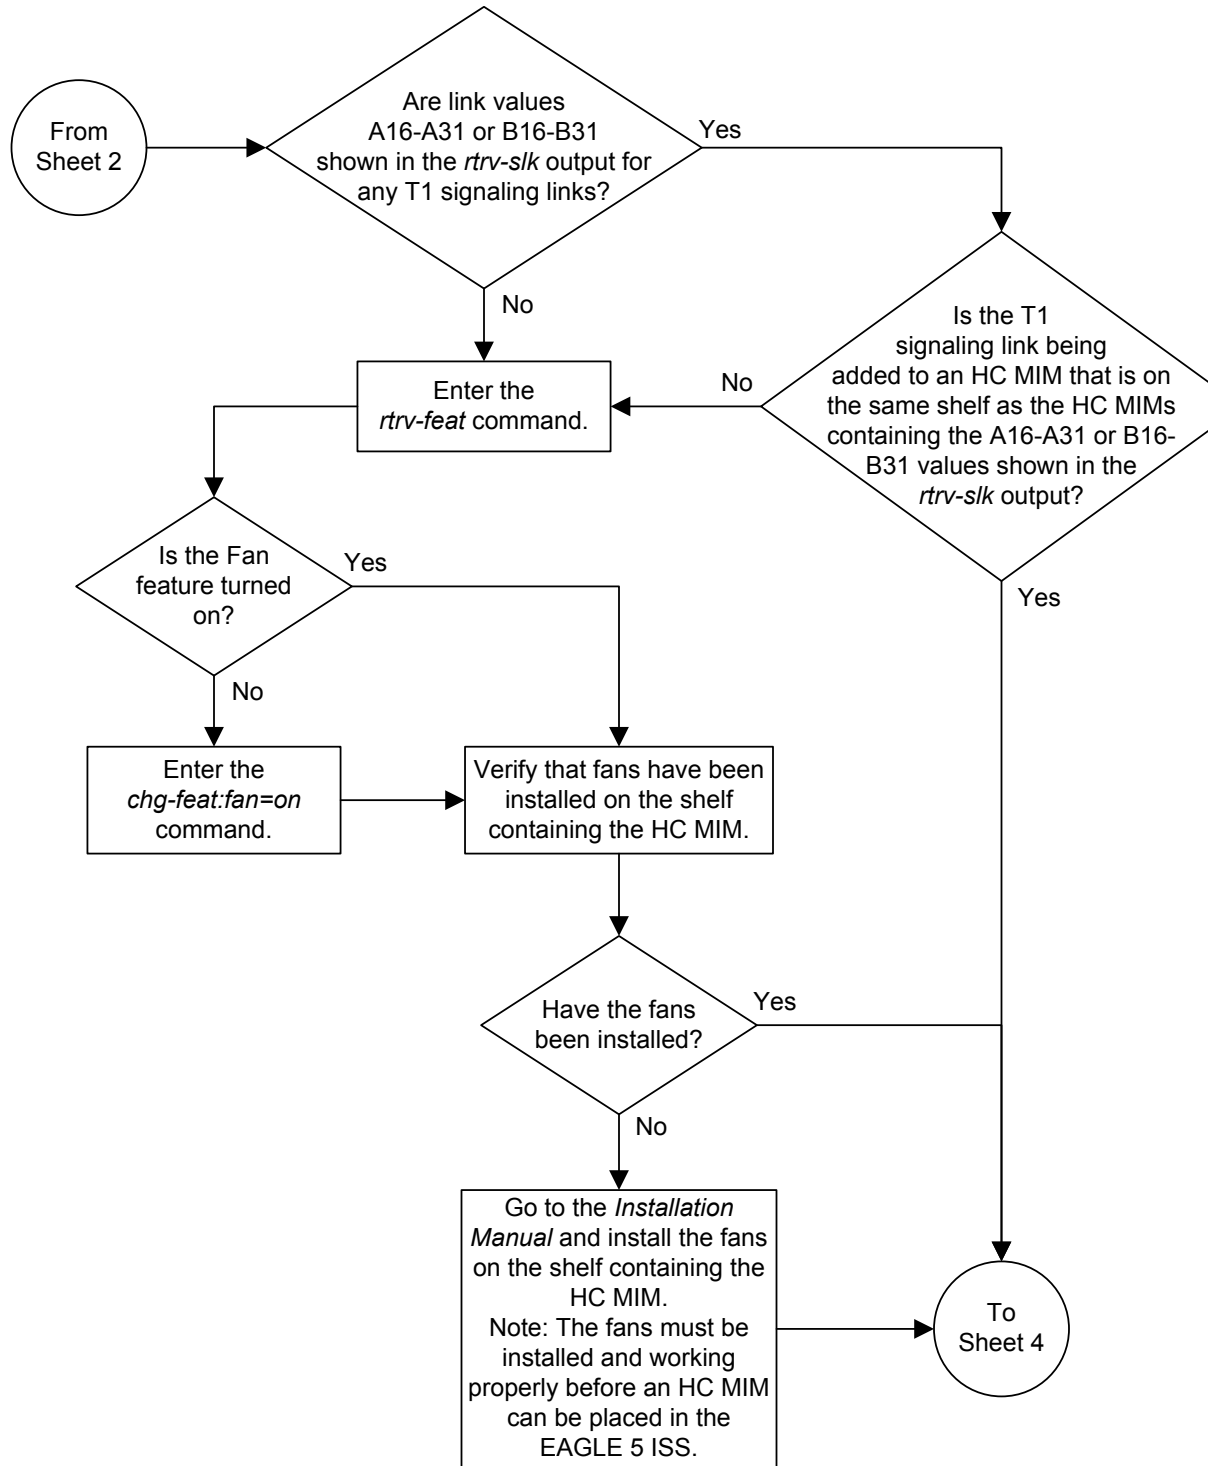 From
Sheet 2
Are link values
A16-A31 or B16-B31
shown in the rtrv-slk output for
any T1 signaling links?
Yes
No
Is the T1
signaling link being
added to an HC MIM that is on
the same shelf as the HC MIMs
containing the A16-A31 or B16-
B31 values shown in the
rtrv-slk output?
No
Yes
Enter the
rtrv-feat command.
Is the Fan
feature turned
on?
Yes
No
Enter the
chg-feat:fan=on
command.
Verify that fans have been
installed on the shelf
containing the HC MIM.
Have the fans
been installed?
Yes
No
Go to the Installation
Manual and install the fans
on the shelf containing the
HC MIM.
Note: The fans must be
installed and working
properly before an HC MIM
can be placed in the
EAGLE 5 ISS.
To
Sheet 4